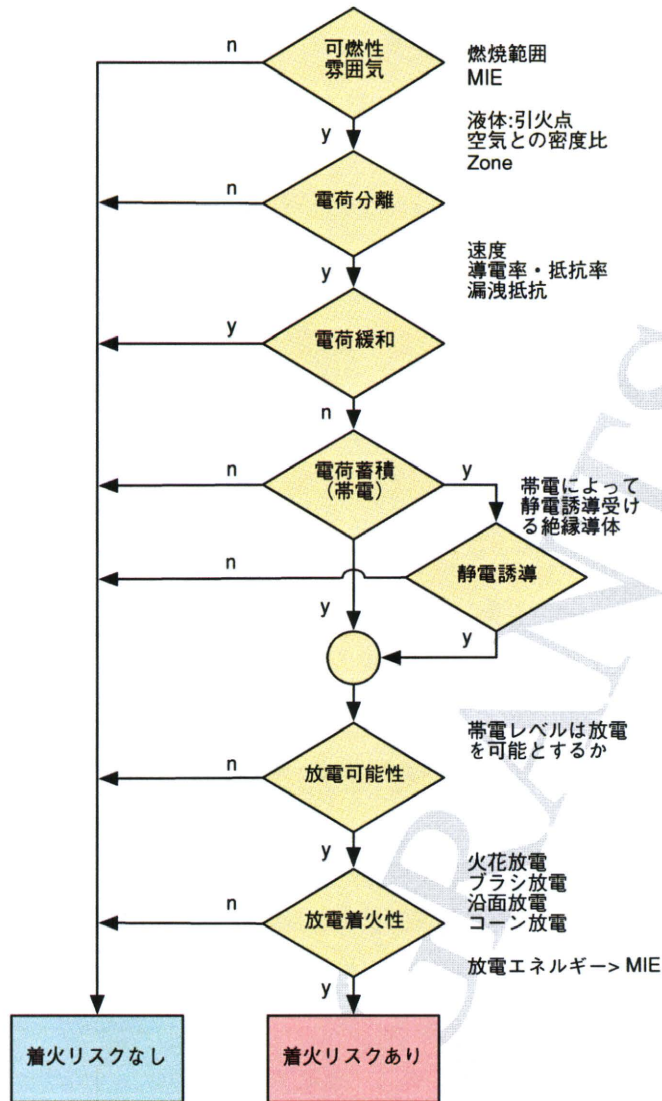 可燃性
雰囲気
n
y
燃焼範囲
MIE
液体:引火点
空気との密度比
Zone
電荷分離
n
y
速度
導電率・抵抗率
漏洩抵抗
電荷緩和
y
n
電荷蓄積
(帯電)
n
y
y
帯電によって
静電誘導受け
る絶縁導体
静電誘導
n
y
帯電レベルは放電
を可能とするか
放電可能性
n
y
火花放電
ブラシ放電
沿面放電
コーン放電
放電着火性
n
y
放電エネルギー> MIE
着火リスクなし
着火リスクあり